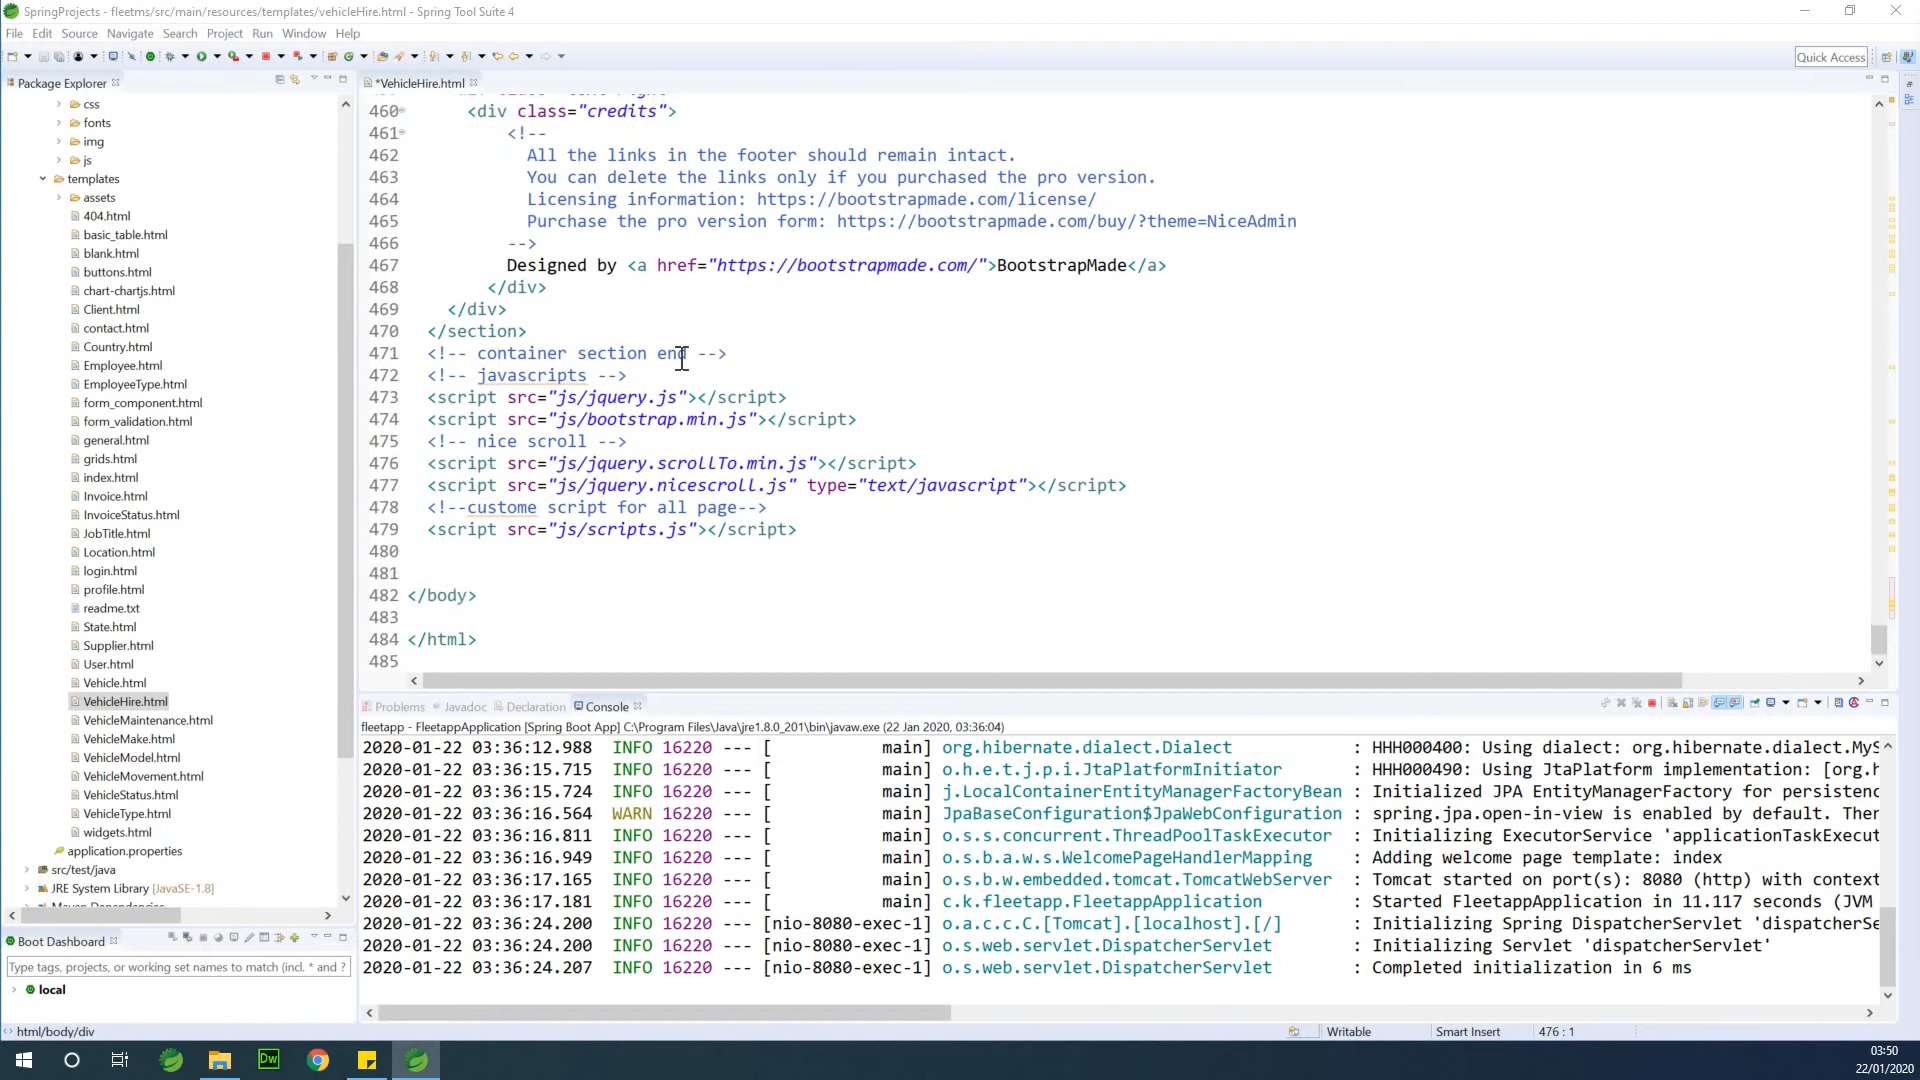 SpringProjects - fleetms/src/main/resources/templates/vehicleHire.html - Spring Tool Suite 4
File Edit Source Navigate Search Project Run Window Help
Quick Access
Package Explorer
css
fonts
img
js
templates
assets
404.html
basic_table.html
blank.html
buttons.html
chart-chartjs.html
Client.html
contact.html
Country.html
Employee.html
EmployeeType.html
form_component.html
form_validation.html
general.html
grids.html
index.html
Invoice.html
InvoiceStatus.html
JobTitle.html
Location.html
login.html
profile.html
readme.txt
State.html
Supplier.html
User.html
Vehicle.html
VehicleHire.html
VehicleMaintenance.html
VehicleMake.html
VehicleModel.html
VehicleMovement.html
VehicleStatus.html
VehicleType.html
widgets.html
application.properties
src/test/java
JRE System Library [JavaSE-1.8]
Boot Dashboard
Type tags, projects, or working set names to match (incl. * and ?
local
*VehicleHire.html
460 <div class="credits">
461 <!--
462 All the links in the footer should remain intact.
463 You can delete the links only if you purchased the pro version.
464 Licensing information: https://bootstrapmade.com/license/
465 Purchase the pro version form: https://bootstrapmade.com/buy/?theme=NiceAdmin
466 -->
467 Designed by <a href="https://bootstrapmade.com/">BootstrapMade</a>
468 </div>
469 </div>
470 </section>
471 <!-- container section end -->
472 <!-- javascripts -->
473 <script src="js/jquery.js"></script>
474 <script src="js/bootstrap.min.js"></script>
475 <!-- nice scroll -->
476 <script src="js/jquery.scrollTo.min.js"></script>
477 <script src="js/jquery.nicescroll.js" type="text/javascript"></script>
478 <!--custome script for all page-->
479 <script src="js/scripts.js"></script>
480
481
482 </body>
483
484 </html>
485
Problems Javadoc Declaration Console
fleetapp - FleetappApplication [Spring Boot App] C:\Program Files\Java\jre1.8.0_201\bin\javaw.exe (22 Jan 2020, 03:36:04)
2020-01-22 03:36:12.988 INFO 16220 --- [ main] org.hibernate.dialect.Dialect : HHH000400: Using dialect: org.hibernate.dialect.MyS
2020-01-22 03:36:15.715 INFO 16220 --- [ main] o.h.e.t.j.p.i.JtaPlatformInitiator : HHH000490: Using JtaPlatform implementation: [org.h
2020-01-22 03:36:15.724 INFO 16220 --- [ main] j.LocalContainerEntityManagerFactoryBean : Initialized JPA EntityManagerFactory for persistenc
2020-01-22 03:36:16.564 WARN 16220 --- [ main] JpaBaseConfiguration$JpaWebConfiguration : spring.jpa.open-in-view is enabled by default. Ther
2020-01-22 03:36:16.811 INFO 16220 --- [ main] o.s.s.concurrent.ThreadPoolTaskExecutor : Initializing ExecutorService 'applicationTaskExecut
2020-01-22 03:36:16.949 INFO 16220 --- [ main] o.s.b.a.w.s.WelcomePageHandlerMapping : Adding welcome page template: index
2020-01-22 03:36:17.165 INFO 16220 --- [ main] o.s.b.w.embedded.tomcat.TomcatWebServer : Tomcat started on port(s): 8080 (http) with context
2020-01-22 03:36:17.181 INFO 16220 --- [ main] c.k.fleetapp.FleetappApplication : Started FleetappApplication in 11.117 seconds (JVM
2020-01-22 03:36:24.200 INFO 16220 --- [nio-8080-exec-1] o.a.c.c.C.[Tomcat].[localhost].[/] : Initializing Spring DispatcherServlet 'dispatcherSe
2020-01-22 03:36:24.200 INFO 16220 --- [nio-8080-exec-1] o.s.web.servlet.DispatcherServlet : Initializing Servlet 'dispatcherServlet'
2020-01-22 03:36:24.207 INFO 16220 --- [nio-8080-exec-1] o.s.web.servlet.DispatcherServlet : Completed initialization in 6 ms
html/body/div
Writable
Smart Insert
476 : 1
Dw
03:50
22/01/2020